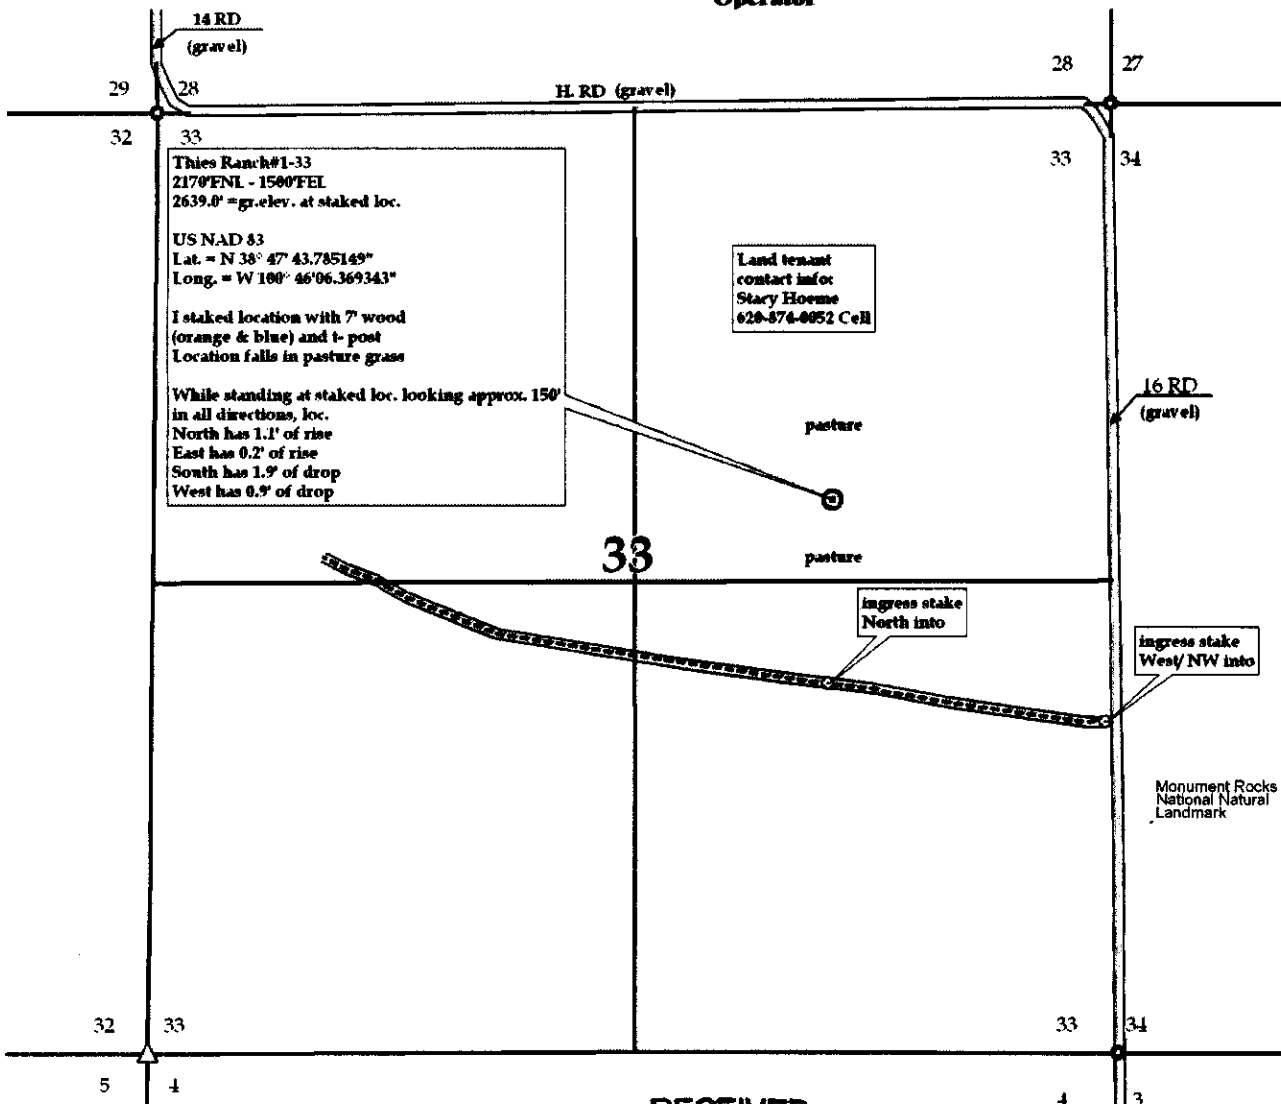 Operator
14 RD
(gravel)
29 28
H. RD (gravel)
28 27
32 33
33 34
Thies Ranch#1-33
2170'FNL - 1500'FEL
2639.0' =gr.elev. at staked loc.
US NAD 83
Lat. = N 38° 47' 43.785149"
Long. = W 100° 46'06.369343"
I staked location with 7' wood
(orange & blue) and t- post
Location falls in pasture grass
While standing at staked loc. looking approx. 150'
in all directions, loc.
North has 1.1' of rise
East has 0.2' of rise
South has 1.9' of drop
West has 0.9' of drop
Land tenant
contact info:
Stacy Hoeme
620-874-0052 Cell
16 RD
(gravel)
pasture
33
pasture
ingress stake
North into
ingress stake
West/ NW into
Monument Rocks
National Natural
Landmark
32 33
33 34
5 4
4 3
RECEIVED